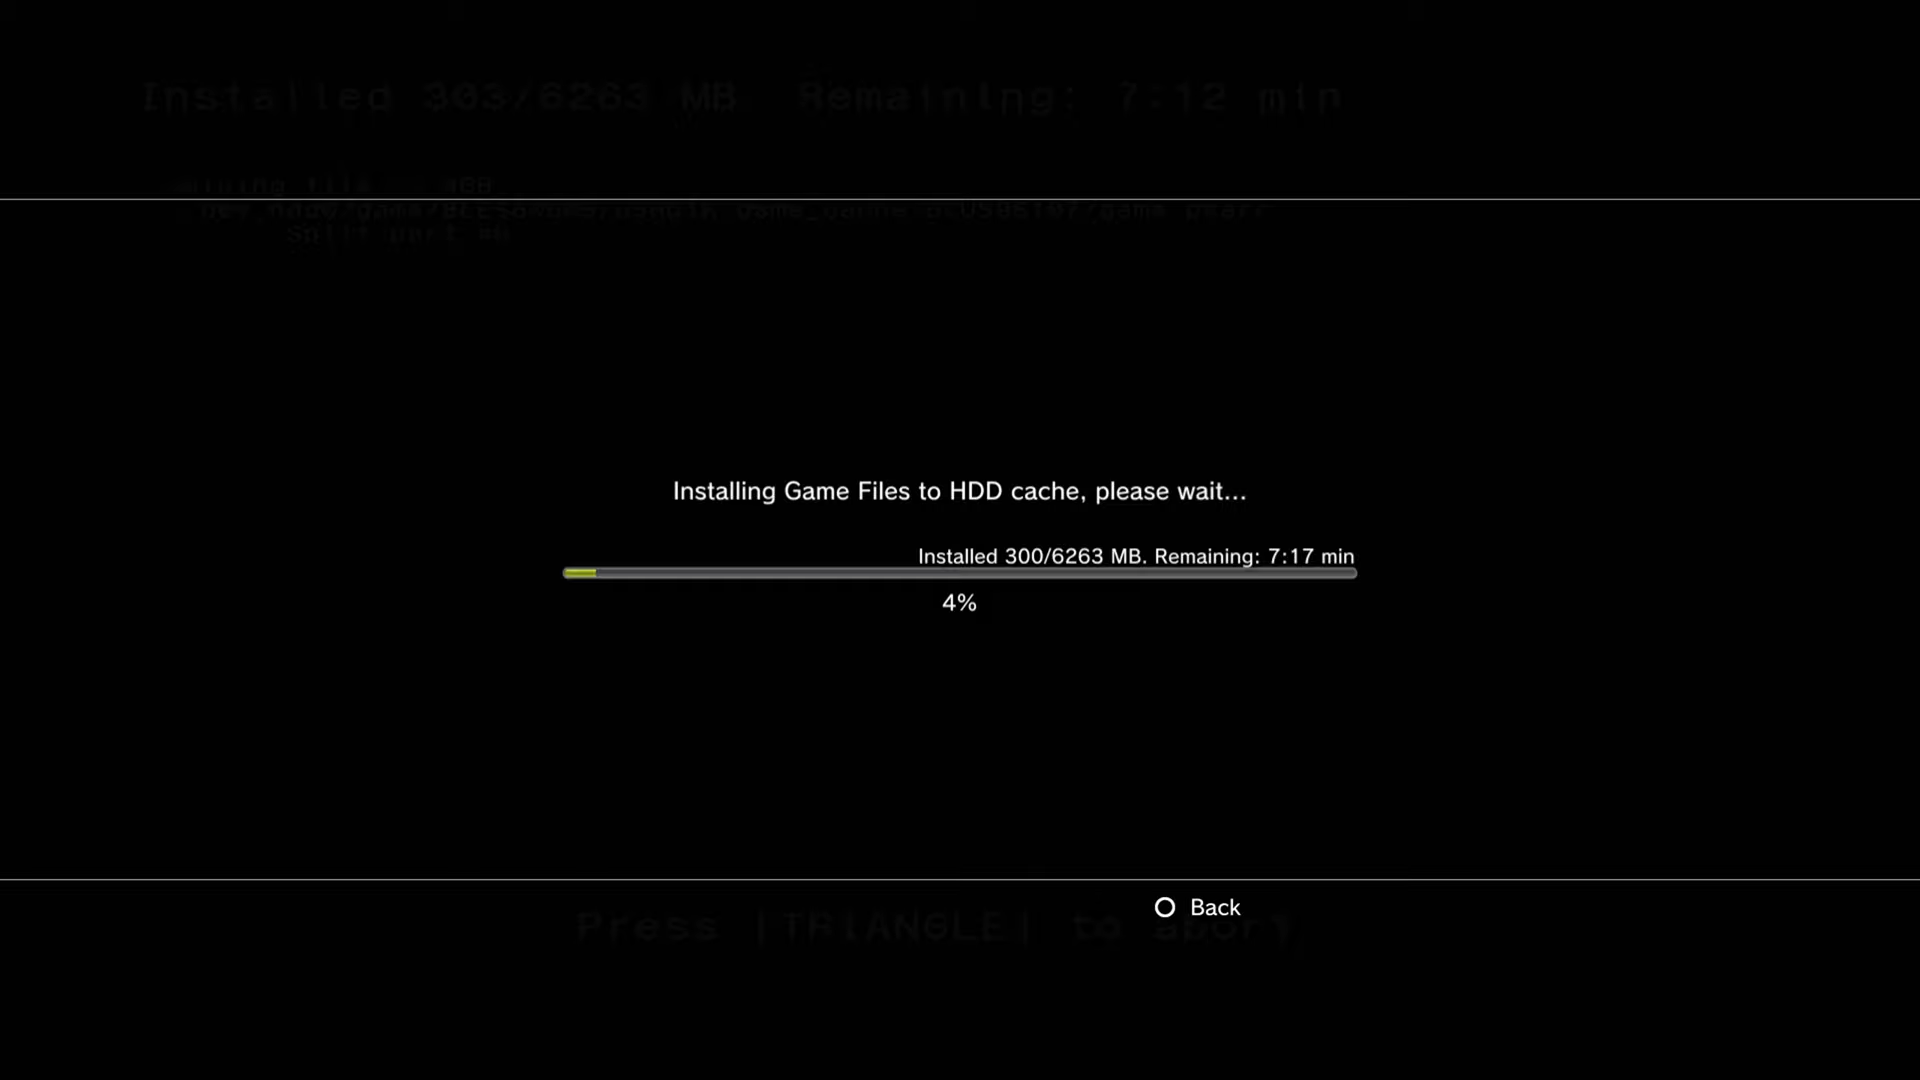 Installed 303/6263 MB Remaining: 7:12 min
Installing Game Files to HDD cache, please wait...
Installed 300/6263 MB. Remaining: 7:17 min
4%
Back
Press [TRIANGLE] to abort